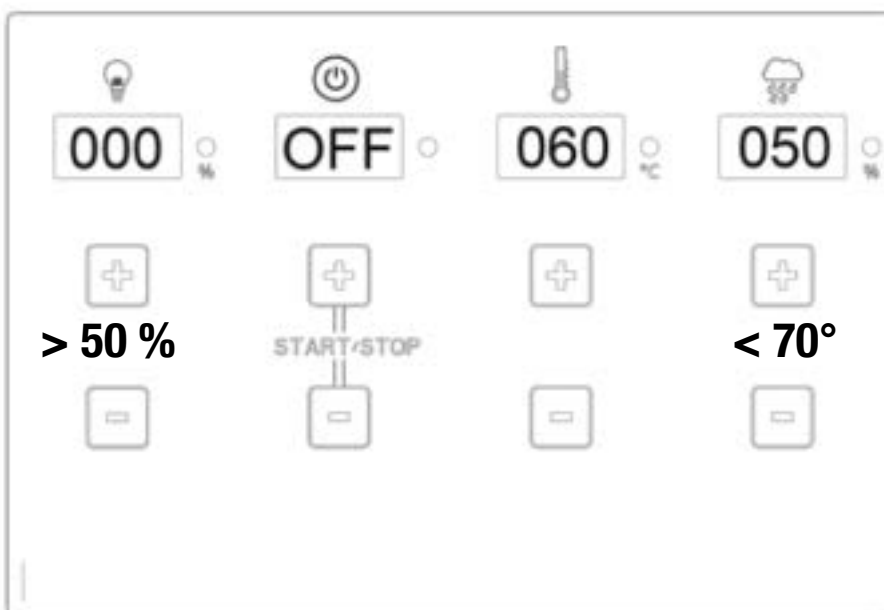 000 % OFF 060 °C 050 %
+ + + +
> 50 % START/STOP < 70°
- - - -